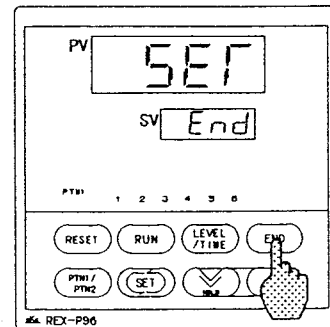 PV SET
SV End
PTN1 1 2 3 4 5 6
RESET RUN LEVEL /TIME END
PTN1/ PTN2 SET
REX-P96